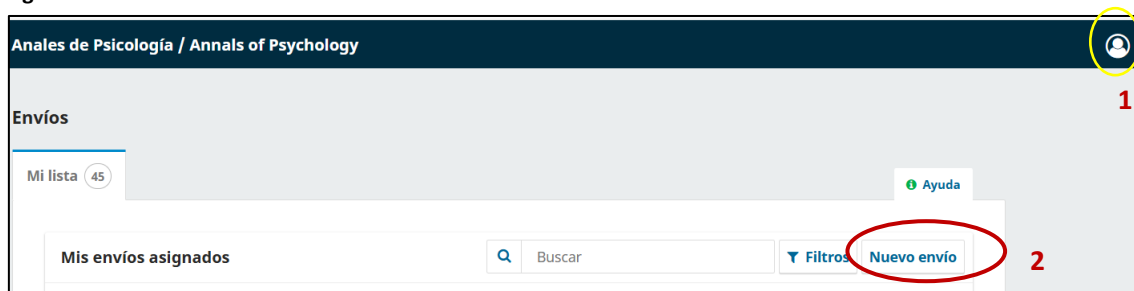 Anales de Psicología / Annals of Psychology
1
Envíos
Mi lista 45
Ayuda
Mis envíos asignados
Buscar
Filtros
Nuevo envío
2